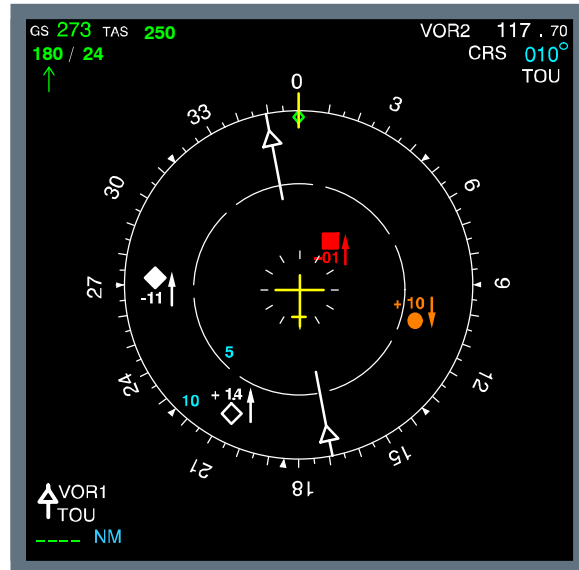 GS 273 TAS 250
180 / 24
VOR2 117 . 70
CRS 010°
TOU
0
3
6
9
12
15
18
21
24
27
30
33
-01
+ 10
-11
+ 14
5
10
VOR1
TOU
---- NM